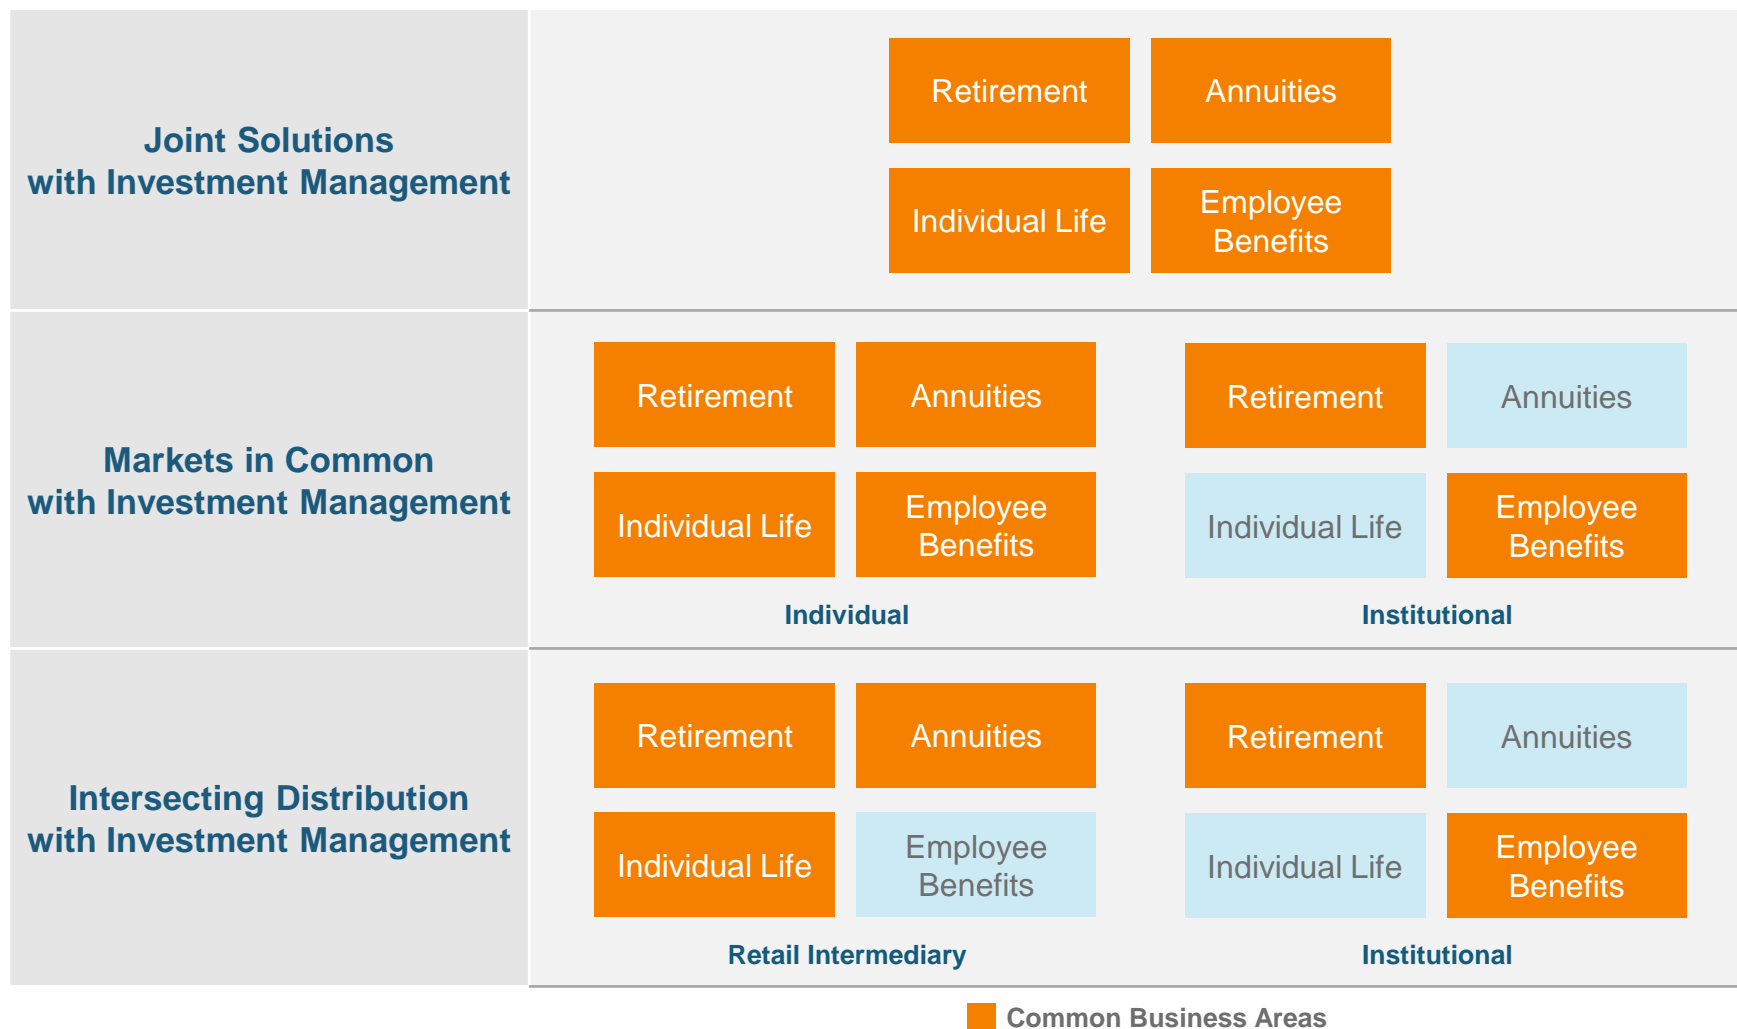 Joint Solutions
with Investment Management
Retirement
Annuities
Individual Life
Employee
Benefits
Markets in Common
with Investment Management
Retirement
Annuities
Individual Life
Employee
Benefits
Individual
Retirement
Annuities
Individual Life
Employee
Benefits
Institutional
Intersecting Distribution
with Investment Management
Retirement
Annuities
Individual Life
Employee
Benefits
Retail Intermediary
Retirement
Annuities
Individual Life
Employee
Benefits
Institutional
Common Business Areas